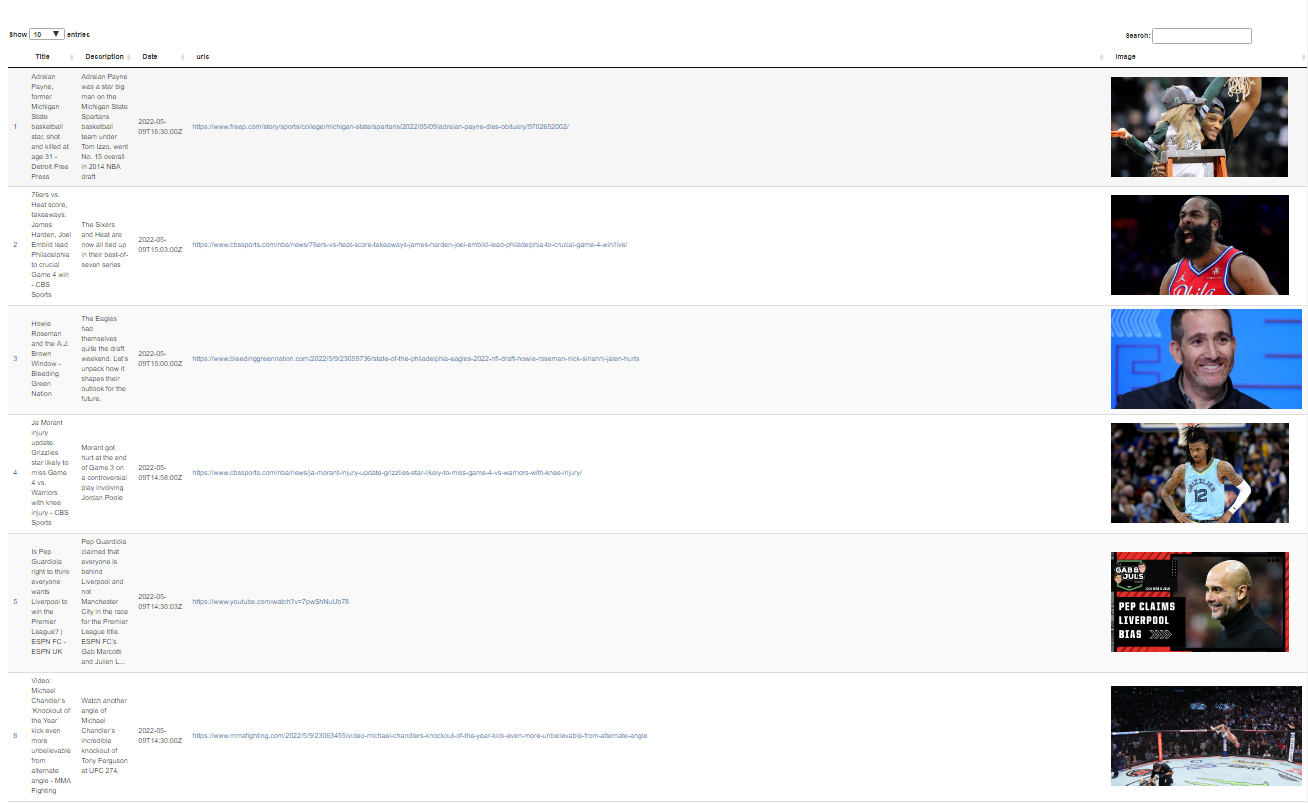 Show 10 entries
Search:
Title Description Date urls Image
1
Adreian
Payne,
former
Michigan
State
basketball
star, shot
and killed at
age 31 -
Detroit Free
Press
Adreian Payne
was a star big
man on the
Michigan State
Spartans
basketball
team under
Tom Izzo, went
No. 15 overall
in 2014 NBA
draft
2022-05-
09T16:30:00Z
https://www.freep.com/story/sports/college/michigan-state/spartans/2022/05/09/adreian-payne-dies-obituary/9702652002/
2
76ers vs.
Heat score,
takeaways:
James
Harden, Joel
Embiid lead
Philadelphia
to crucial
Game 4 win
- CBS
Sports
The Sixers
and Heat are
now all tied up
in their best-of-
seven series
2022-05-
09T15:03:00Z
https://www.cbssports.com/nba/news/76ers-vs-heat-score-takeaways-james-harden-joel-embiid-lead-philadelphia-to-crucial-game-4-win/live/
Phila
3
Howie
Roseman
and the A.J.
Brown
Window -
Bleeding
Green
Nation
The Eagles
had
themselves
quite the draft
weekend. Let's
unpack how it
shapes their
outlook for the
future.
2022-05-
09T15:00:00Z
https://www.bleedinggreennation.com/2022/5/9/23059736/state-of-the-philadelphia-eagles-2022-nfl-draft-howie-roseman-nick-sirianni-jalen-hurts
4
Ja Morant
injury
update:
Grizzlies
star likely to
miss Game
4 vs.
Warriors
with knee
injury - CBS
Sports
Morant got
hurt at the end
of Game 3 on
a controversial
play involving
Jordan Poole
2022-05-
09T14:58:00Z
https://www.cbssports.com/nba/news/ja-morant-injury-update-grizzlies-star-likely-to-miss-game-4-vs-warriors-with-knee-injury/
GRIZZLIES
12
5
Is Pep
Guardiola
right to think
everyone
wants
Liverpool to
win the
Premier
League? |
ESPN FC -
ESPN UK
Pep Guardiola
claimed that
everyone is
behind
Liverpool and
not
Manchester
City in the race
for the Premier
League title.
ESPN FC's
Gab Marcotti
and Julien L...
2022-05-
09T14:30:03Z
https://www.youtube.com/watch?v=7pwShNuUb78
GAB &
JUL'S
PEP CLAIMS
LIVERPOOL
BIAS
6
Video:
Michael
Chandler's
'Knockout of
the Year'
kick even
more
unbelievable
from
alternate
angle - MMA
Fighting
Watch another
angle of
Michael
Chandler's
incredible
knockout of
Tony Ferguson
at UFC 274.
2022-05-
09T14:30:00Z
https://www.mmafighting.com/2022/5/9/23063455/video-michael-chandlers-knockout-of-the-year-kick-even-more-unbelievable-from-alternate-angle